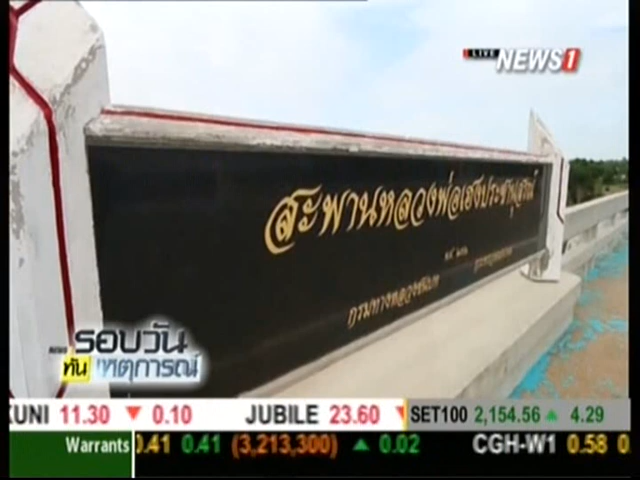 LIVE NEWS1
สะพานหลวงพ่อเฮงประชานุสรณ์
กรมทางหลวงชนบท
รอบวัน
ทัน เหตุการณ์
KUNI 11.30 ▼ 0.10 JUBILE 23.60 ▼ SET100 2,154.56 ▲ 4.29
Warrants 0.41 0.41 (3,213,300) ▲ 0.02 CGH-W1 0.58 0